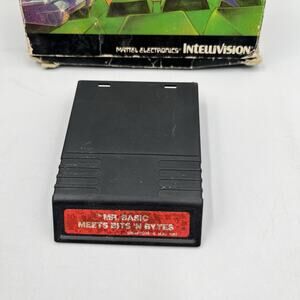 MATTEL ELECTRONICS® INTELLIVISION
MR. BASIC
MEETS BITS 'N BYTES